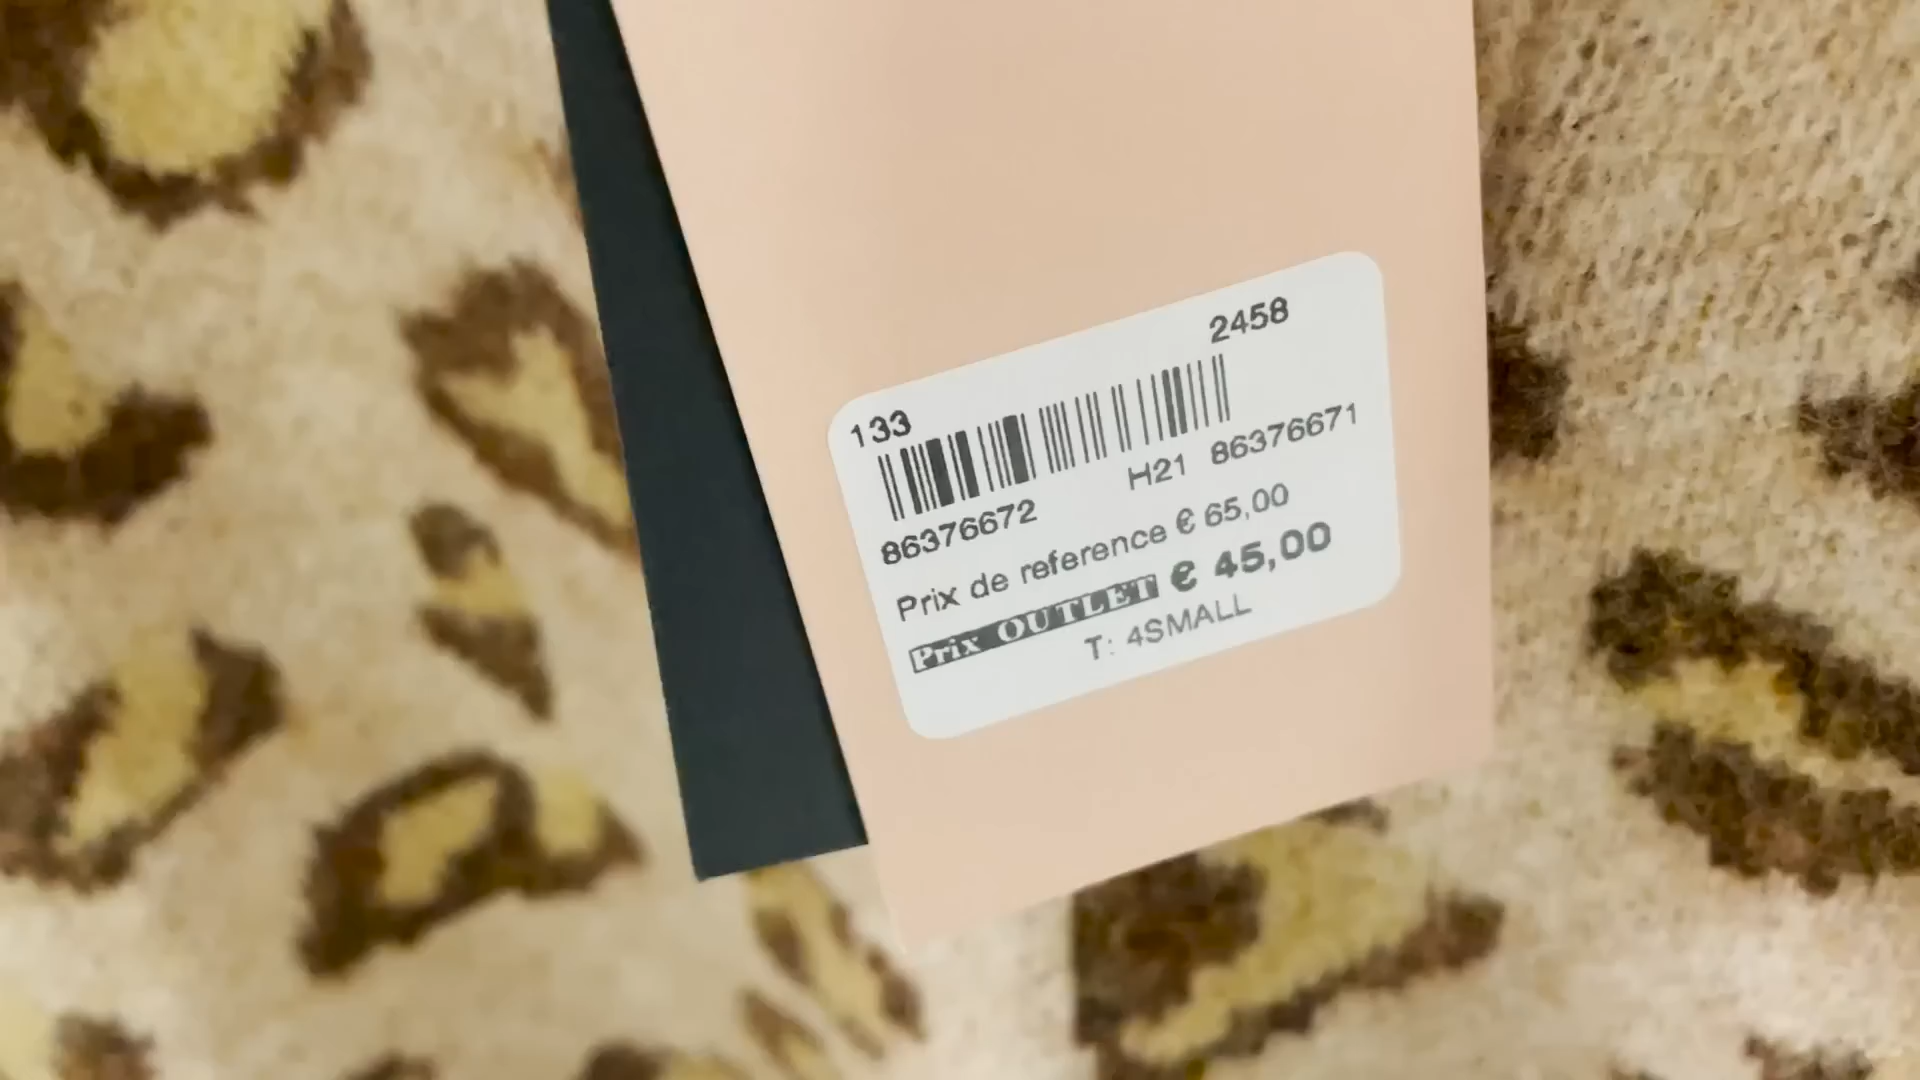 2458
133
H21 86376671
86376672
Prix de reference € 65,00
Prix OUTLET € 45,00
T: 4SMALL